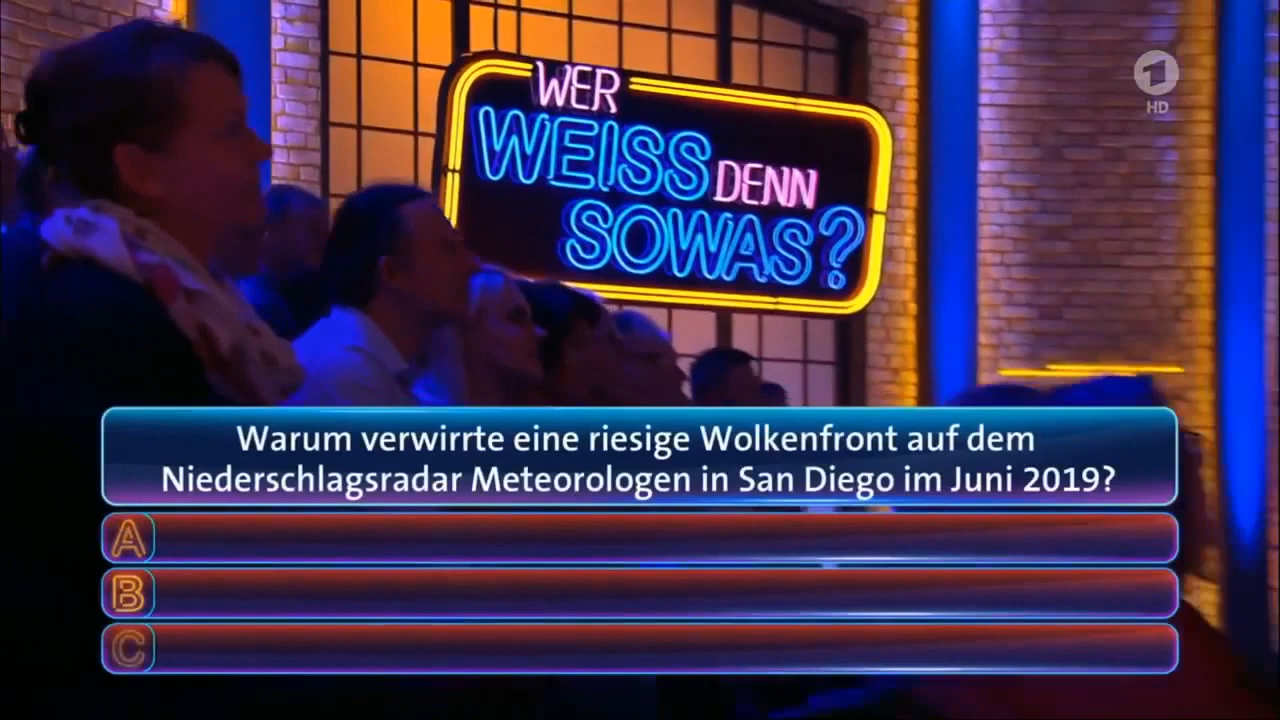 WER
WEISS DENN
SOWAS?
1
HD
Warum verwirrte eine riesige Wolkenfront auf dem
Niederschlagsradar Meteorologen in San Diego im Juni 2019?
A
B
C